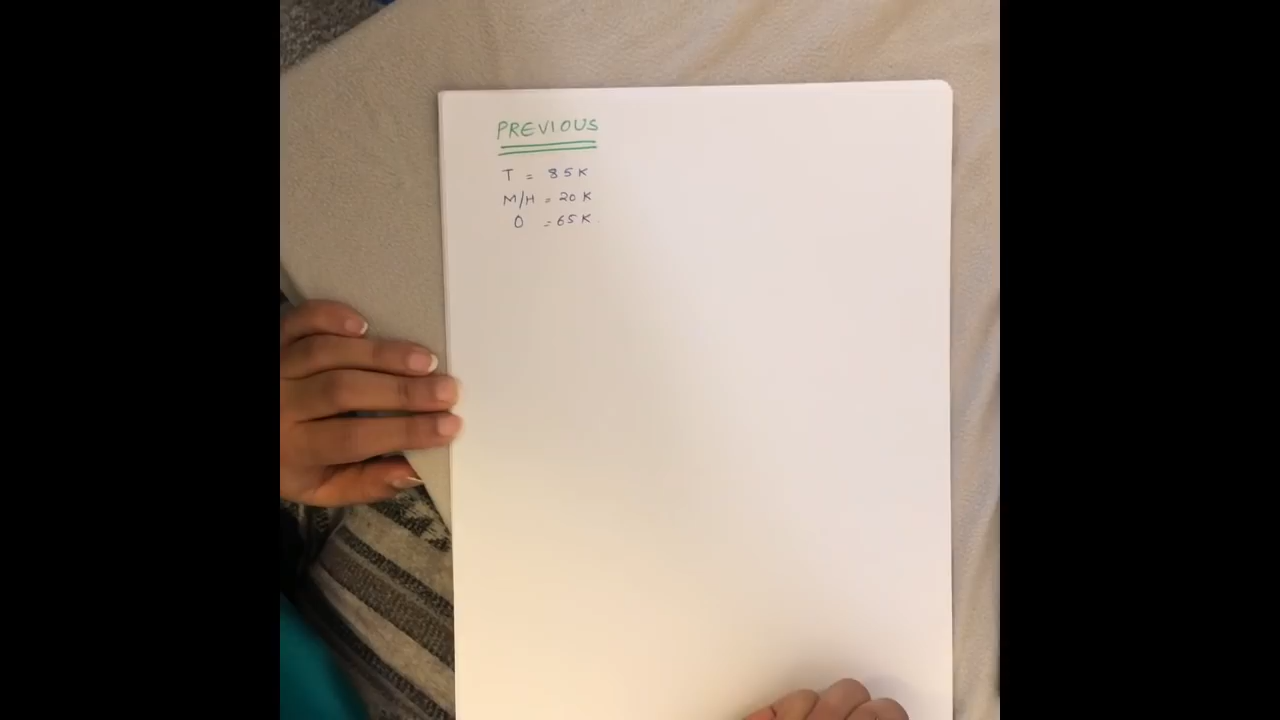 PREVIOUS
T = 85K
M/H = 20K
O = 65K.